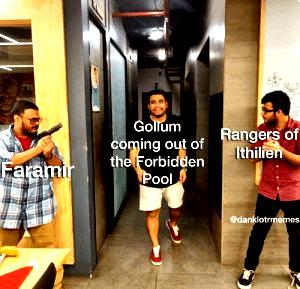 Gollum
coming out of
the Forbidden
Pool
Rangers of
Ithilien
Faramir
@danklotrmemes